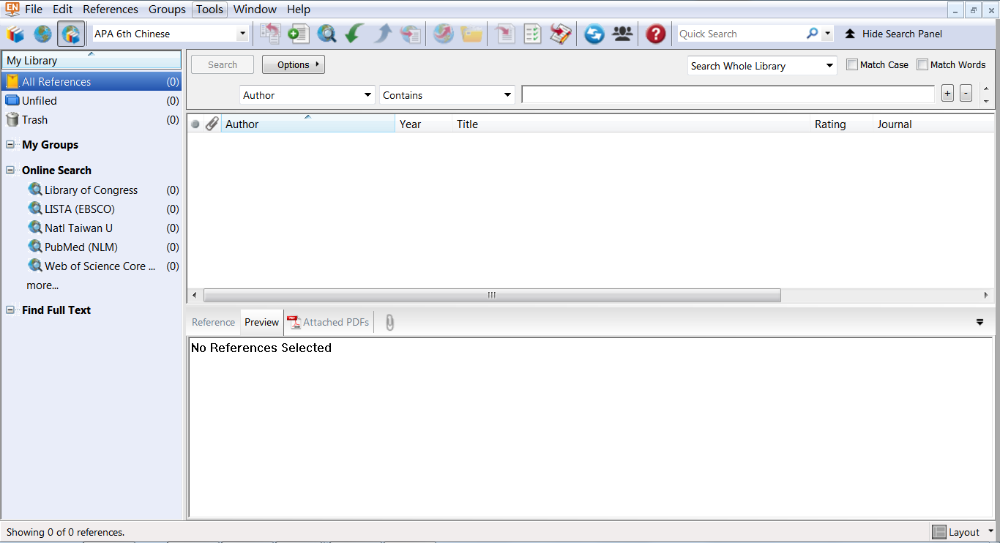 EN File Edit References Groups Tools Window Help
APA 6th Chinese Quick Search Hide Search Panel
My Library
All References (0)
Unfiled (0)
Trash (0)
My Groups
Online Search
Library of Congress (0)
LISTA (EBSCO) (0)
Natl Taiwan U (0)
PubMed (NLM) (0)
Web of Science Core ... (0)
more...
Find Full Text
Search Options Search Whole Library Match Case Match Words
Author Contains + -
Author Year Title Rating Journal
Reference Preview Attached PDFs
No References Selected
Showing 0 of 0 references. Layout